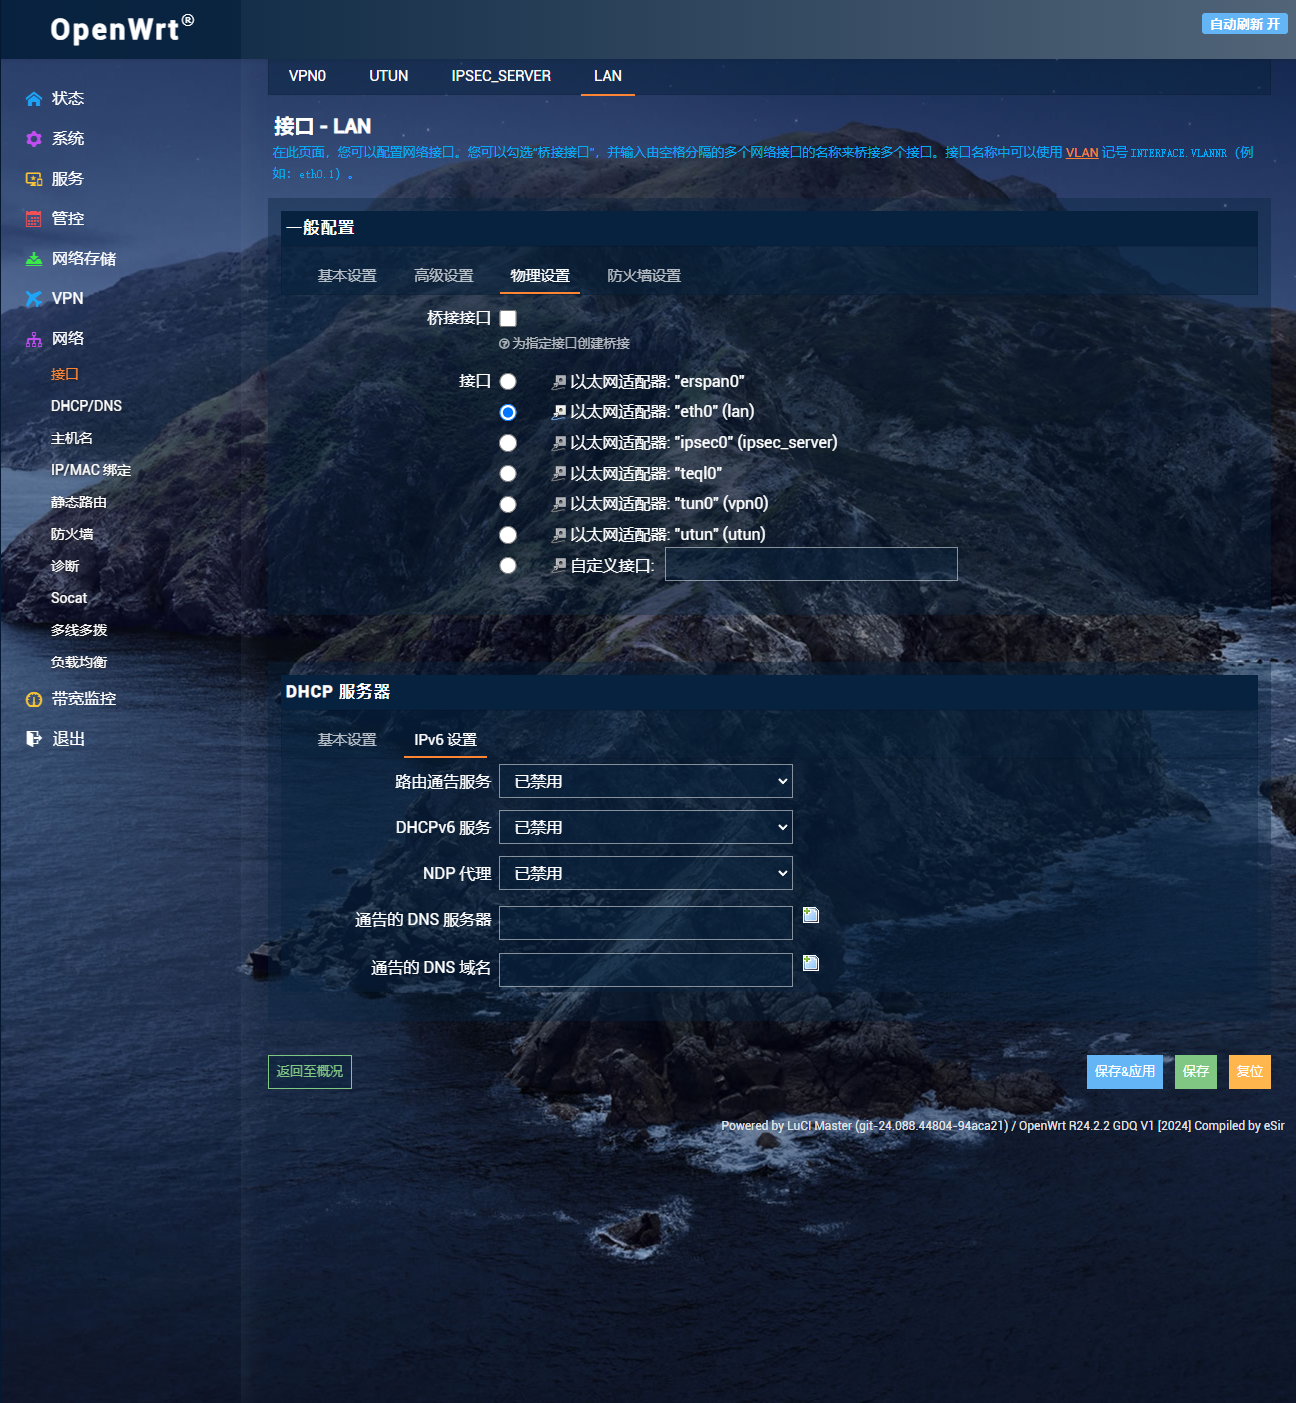 OpenWrt®
自动刷新 开
状态
系统
服务
管控
网络存储
VPN
网络
接口
DHCP/DNS
主机名
IP/MAC 绑定
静态路由
防火墙
诊断
Socat
多线多拨
负载均衡
带宽监控
退出
VPN0 UTUN IPSEC_SERVER LAN
接口 - LAN
在此页面，您可以配置网络接口。您可以勾选“桥接接口”，并输入由空格分隔的多个网络接口的名称来桥接多个接口。接口名称中可以使用 VLAN 记号 INTERFACE.VLANNR（例
如：eth0.1）。
一般配置
基本设置 高级设置 物理设置 防火墙设置
桥接接口
为指定接口创建桥接
接口
以太网适配器: "erspan0"
以太网适配器: "eth0" (lan)
以太网适配器: "ipsec0" (ipsec_server)
以太网适配器: "teql0"
以太网适配器: "tun0" (vpn0)
以太网适配器: "utun" (utun)
自定义接口:
DHCP 服务器
基本设置 IPv6 设置
路由通告服务 已禁用
DHCPv6 服务 已禁用
NDP 代理 已禁用
通告的 DNS 服务器
通告的 DNS 域名
返回至概况
保存&应用 保存 复位
Powered by LuCI Master (git-24.088.44804-94aca21) / OpenWrt R24.2.2 GDQ V1 [2024] Compiled by eSir